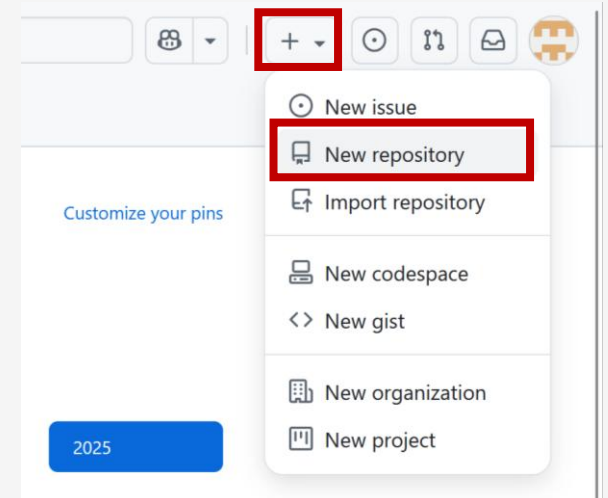 New issue
New repository
Import repository
Customize your pins
New codespace
New gist
New organization
New project
2025